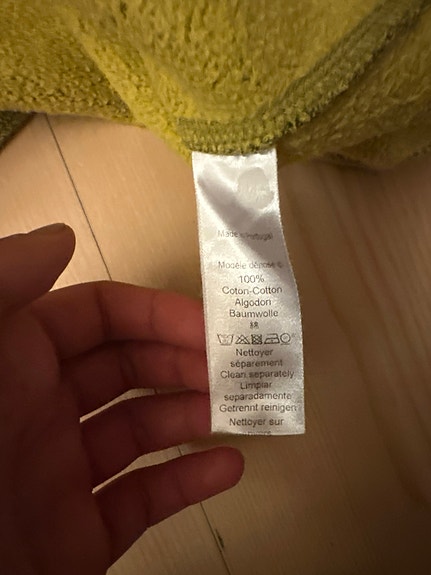 Made in Portugal
Modèle déposé ©
100%
Coton-Cotton
Algodon
Baumwolle
88
Nettoyer
séparement
Clean separately
Limpiar
separadamente
Getrennt reinigen
Nettoyer sur